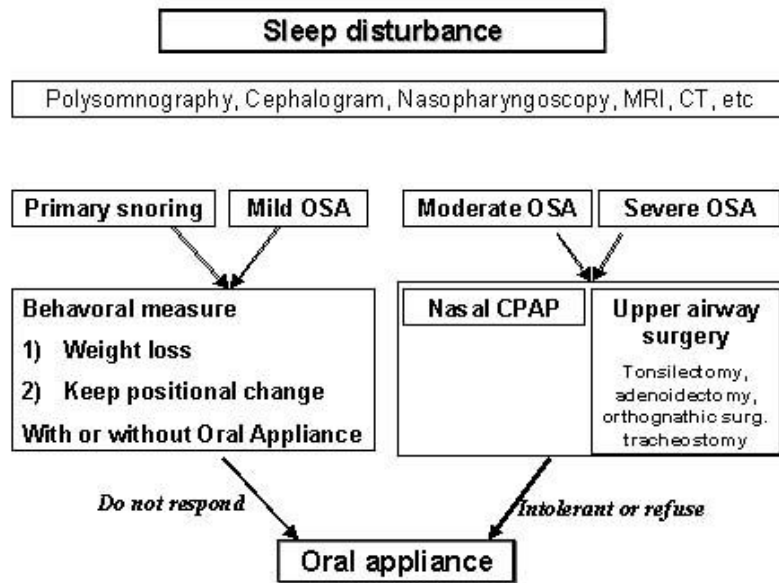 Sleep disturbance
Polysomnography, Cephalogram, Nasopharyngoscopy, MRI, CT, etc
Primary snoring
Mild OSA
Moderate OSA
Severe OSA
Behavoral measure
1) Weight loss
2) Keep positional change
With or without Oral Appliance
Nasal CPAP
Upper airway
surgery
Tonsilectomy,
adenoidectomy,
orthognathic surg.
tracheostomy
Do not respond
Intolerant or refuse
Oral appliance